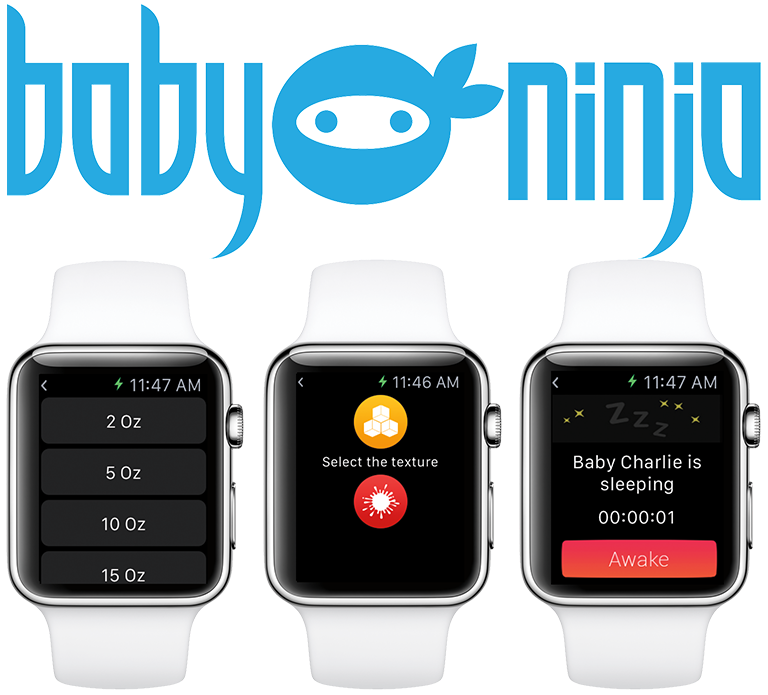 baby ninja
11:47 AM
2 Oz
5 Oz
10 Oz
15 Oz
11:46 AM
Select the texture
11:47 AM
zzz
Baby Charlie is
sleeping
00:00:01
Awake